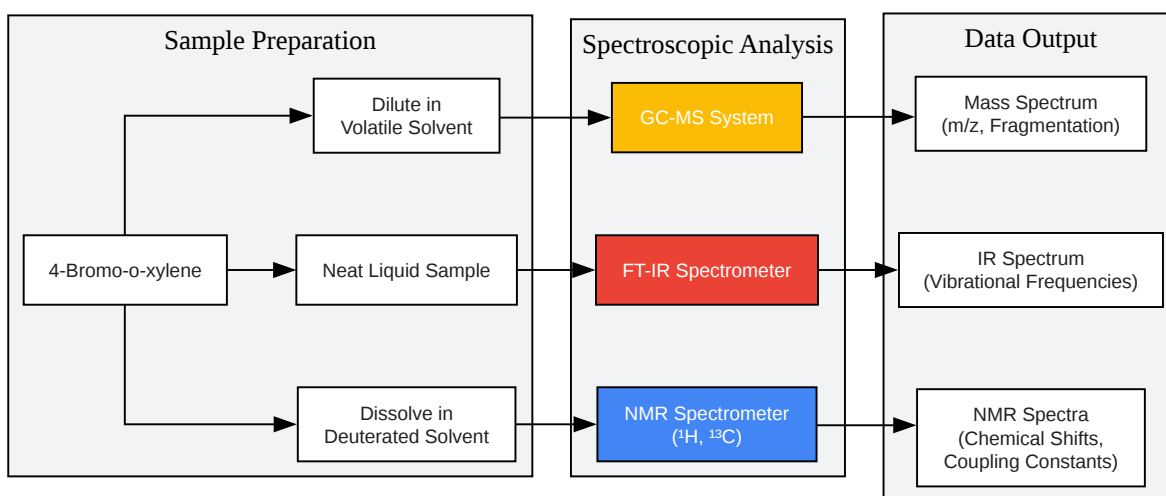 Sample Preparation
Spectroscopic Analysis
Data Output
Dilute in
Volatile Solvent
GC-MS System
Mass Spectrum
(m/z, Fragmentation)
4-Bromo-o-xylene
Neat Liquid Sample
FT-IR Spectrometer
IR Spectrum
(Vibrational Frequencies)
Dissolve in
Deuterated Solvent
NMR Spectrometer
(¹H, ¹³C)
NMR Spectra
(Chemical Shifts,
Coupling Constants)